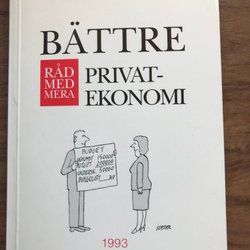 BÄTTRE
RÅD
MED
MERA
PRIVAT-
EKONOMI
BUDGET
1993